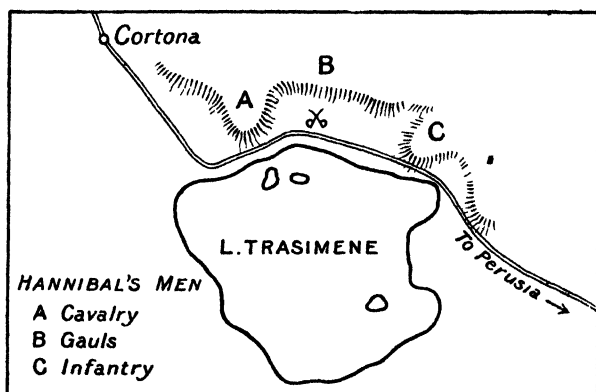 Cortona
B
A
C
L. TRASIMENE
To Perusia →
HANNIBAL'S MEN
A Cavalry
B Gauls
C Infantry